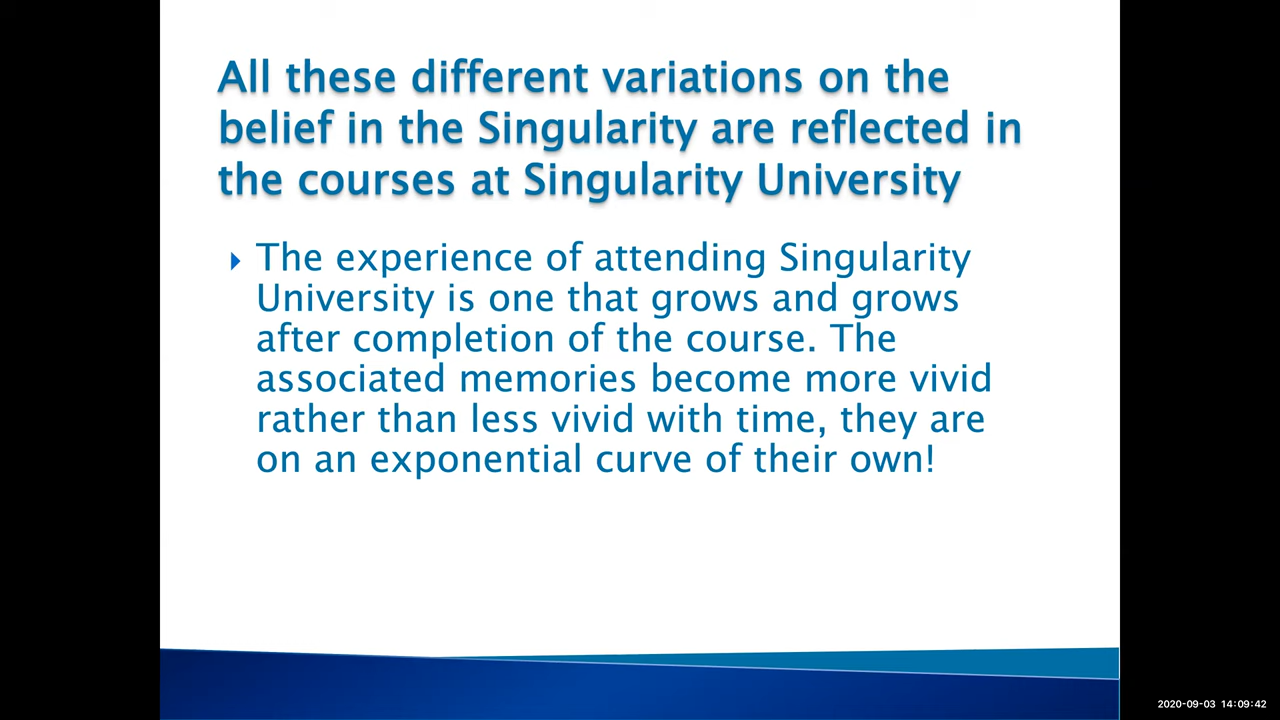 All these different variations on the
belief in the Singularity are reflected in
the courses at Singularity University
The experience of attending Singularity
University is one that grows and grows
after completion of the course. The
associated memories become more vivid
rather than less vivid with time, they are
on an exponential curve of their own!
2020-09-03 14:09:42